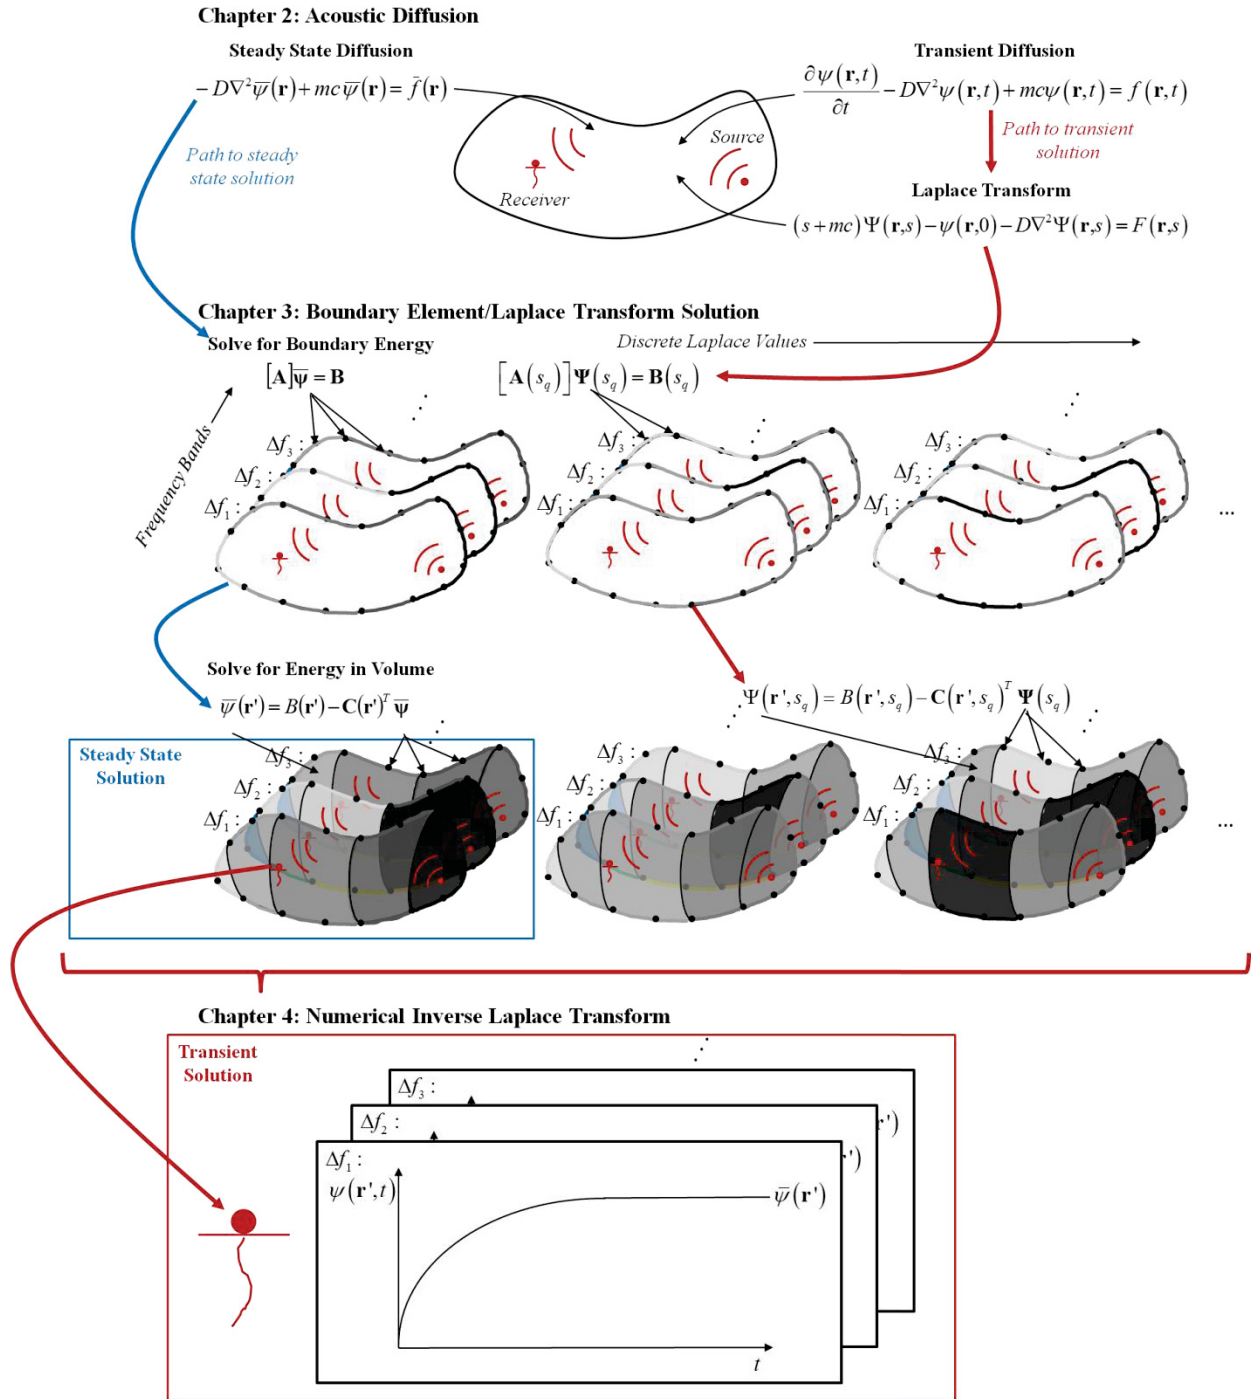 Chapter 2: Acoustic Diffusion
Steady State Diffusion
Transient Diffusion
−D∇²ψ̅(r) + mcψ̅(r) = f̄(r)
∂ψ(r,t)/∂t − D∇²ψ(r,t) + mcψ(r,t) = f(r,t)
Path to steady
state solution
Source
Receiver
Path to transient
solution
Laplace Transform
(s+mc)Ψ(r,s) − ψ(r,0) − D∇²Ψ(r,s) = F(r,s)
Chapter 3: Boundary Element/Laplace Transform Solution
Solve for Boundary Energy
Discrete Laplace Values
[A]ψ̅ = B
[A(s_q)]Ψ(s_q) = B(s_q)
Frequency Bands
Δf₃ :
Δf₂ :
Δf₁ :
Δf₃ :
Δf₂ :
Δf₁ :
Δf₃ :
Δf₂ :
Δf₁ :
...
Solve for Energy in Volume
ψ̅(r') = B(r') − C(r')ᵀ ψ̅
Ψ(r',s_q) = B(r',s_q) − C(r',s_q)ᵀ Ψ(s_q)
Steady State
Solution
Δf₃ :
Δf₂ :
Δf₁ :
Δf₃ :
Δf₂ :
Δf₁ :
Δf₃ :
Δf₂ :
Δf₁ :
...
Chapter 4: Numerical Inverse Laplace Transform
Transient
Solution
Δf₃ :
Δf₂ :
r')
Δf₁ :
r')
ψ(r',t)
ψ̅(r')
t